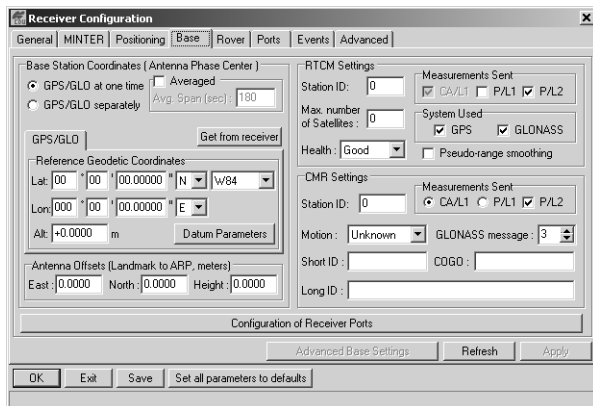 Receiver Configuration
General MINTER Positioning Base Rover Ports Events Advanced
Base Station Coordinates ( Antenna Phase Center )
GPS/GLO at one time
Averaged
GPS/GLO separately
Avg. Span (sec) : 180
GPS/GLO
Get from receiver
Reference Geodetic Coordinates
Lat: 00 ° 00 ' 00.00000 " N W84
Lon: 000 ° 00 ' 00.00000 " E
Alt: +0.0000 m
Datum Parameters
Antenna Offsets (Landmark to ARP, meters)
East : 0.0000 North : 0.0000 Height : 0.0000
RTCM Settings
Station ID: 0
Measurements Sent
CA/L1 P/L1 P/L2
Max. number
of Satellites : 0
System Used
GPS GLONASS
Health : Good
Pseudo-range smoothing
CMR Settings
Station ID: 0
Measurements Sent
CA/L1 P/L1 P/L2
Motion : Unknown
GLONASS message : 3
Short ID :
COGO :
Long ID :
Configuration of Receiver Ports
Advanced Base Settings Refresh Apply
OK Exit Save Set all parameters to defaults